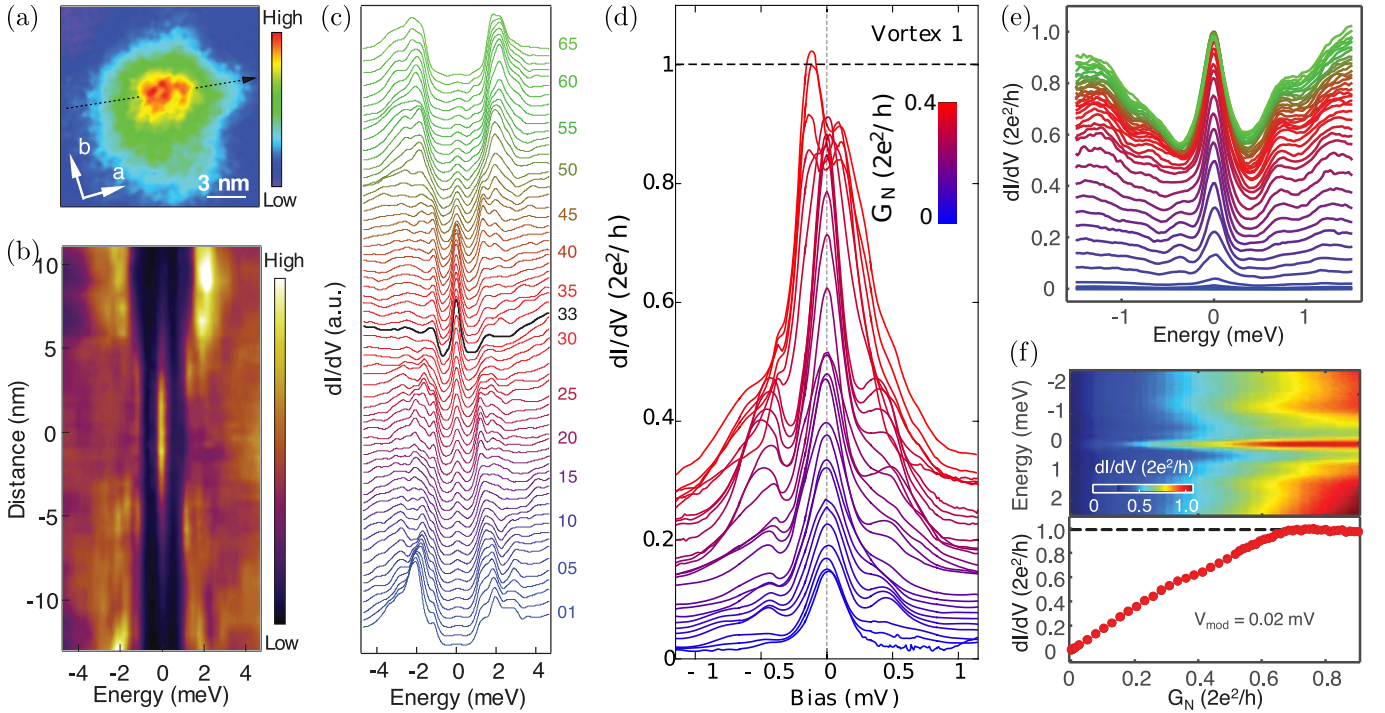 (a)
High
b
a
3 nm
Low
(b)
10
5
0
-5
-10
Distance (nm)
-4 -2 0 2 4
Energy (meV)
High
Low
(c)
65
60
55
50
45
40
35
33
30
25
20
15
10
05
01
dI/dV (a.u.)
-4 -2 0 2 4
Energy (meV)
(d)
Vortex 1
1
0.8
0.6
0.4
0.2
0
dI/dV (2e²/h)
0.4
0
G_N (2e²/h)
- 1 - 0.5 0 0.5 1
Bias (mV)
(e)
1.0
0.8
0.6
0.4
0.2
0
dI/dV (2e²/h)
-1 0 1
Energy (meV)
(f)
-2
-1
0
1
2
Energy (meV)
dI/dV (2e²/h)
0 0.5 1.0
1.0
0.8
0.6
0.4
0.2
0
dI/dV (2e²/h)
V_mod = 0.02 mV
0 0.2 0.4 0.6 0.8
G_N (2e²/h)